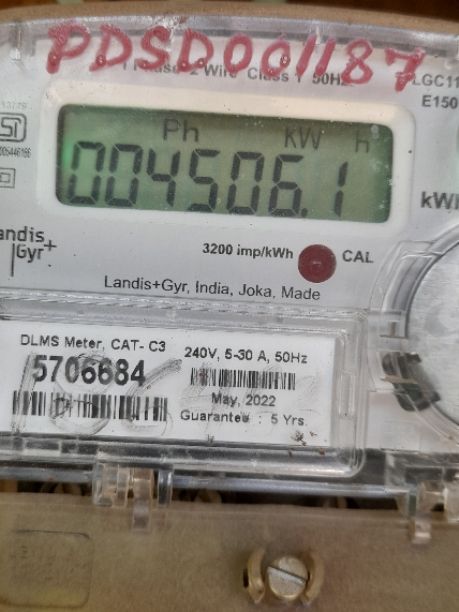 PDSD001187
1 Phase 2 Wire Class 1 50Hz
LGC11
E150
Ph kW h
004506.1
kWh
Landis
Gyr+
3200 imp/kWh CAL
Landis+Gyr, India, Joka, Made
DLMS Meter, CAT- C3
5706684
240V, 5-30 A, 50Hz
May, 2022
Guarantee : 5 Yrs.